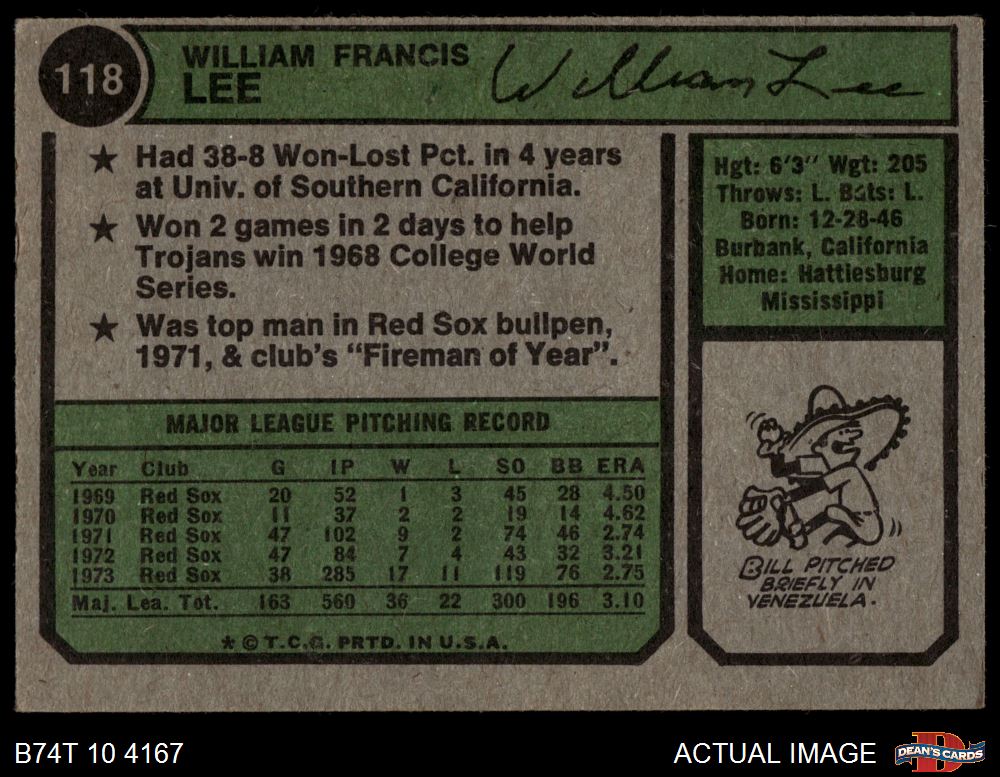 118
WILLIAM FRANCIS
LEE
William Lee
★ Had 38-8 Won-Lost Pct. in 4 years
at Univ. of Southern California.
★ Won 2 games in 2 days to help
Trojans win 1968 College World
Series.
★ Was top man in Red Sox bullpen,
1971, & club's "Fireman of Year".
Hgt: 6'3" Wgt: 205
Throws: L. Bats: L.
Born: 12-28-46
Burbank, California
Home: Hattiesburg
Mississippi
MAJOR LEAGUE PITCHING RECORD
Year Club G IP W L SO BB ERA
1969 Red Sox 20 52 1 3 45 28 4.50
1970 Red Sox 11 37 2 2 19 14 4.62
1971 Red Sox 47 102 9 2 74 46 2.74
1972 Red Sox 47 84 7 4 43 32 3.21
1973 Red Sox 38 285 17 11 119 76 2.75
Maj. Lea. Tot. 163 560 36 22 300 196 3.10
★ © T.C.G. PRTD. IN U.S.A.
BILL PITCHED
BRIEFLY IN
VENEZUELA.
B74T 10 4167
ACTUAL IMAGE
DEAN'S CARDS